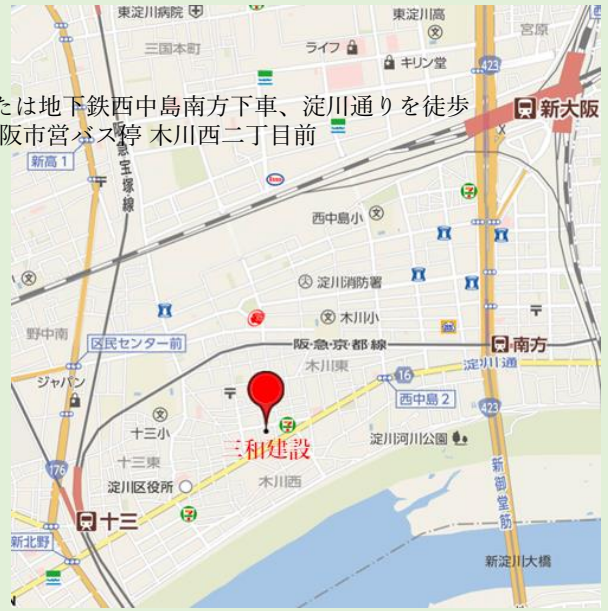 東淀川病院
東淀川高
宮原
三国本町
ライフ
キリン堂
423
たは地下鉄西中島南方下車、淀川通りを徒歩
新大阪
阪市営バス停 木川西二丁目前
新高1
阪急宝塚線
西中島小
淀川消防署
木川小
野中南
区民センター前
阪急京都線
南方
木川東
淀川通
ジャパン
16
西中島2
423
十三小
三和建設
淀川河川公園
十三東
176
淀川区役所
木川西
新御堂筋
十三
新北野
新淀川大橋